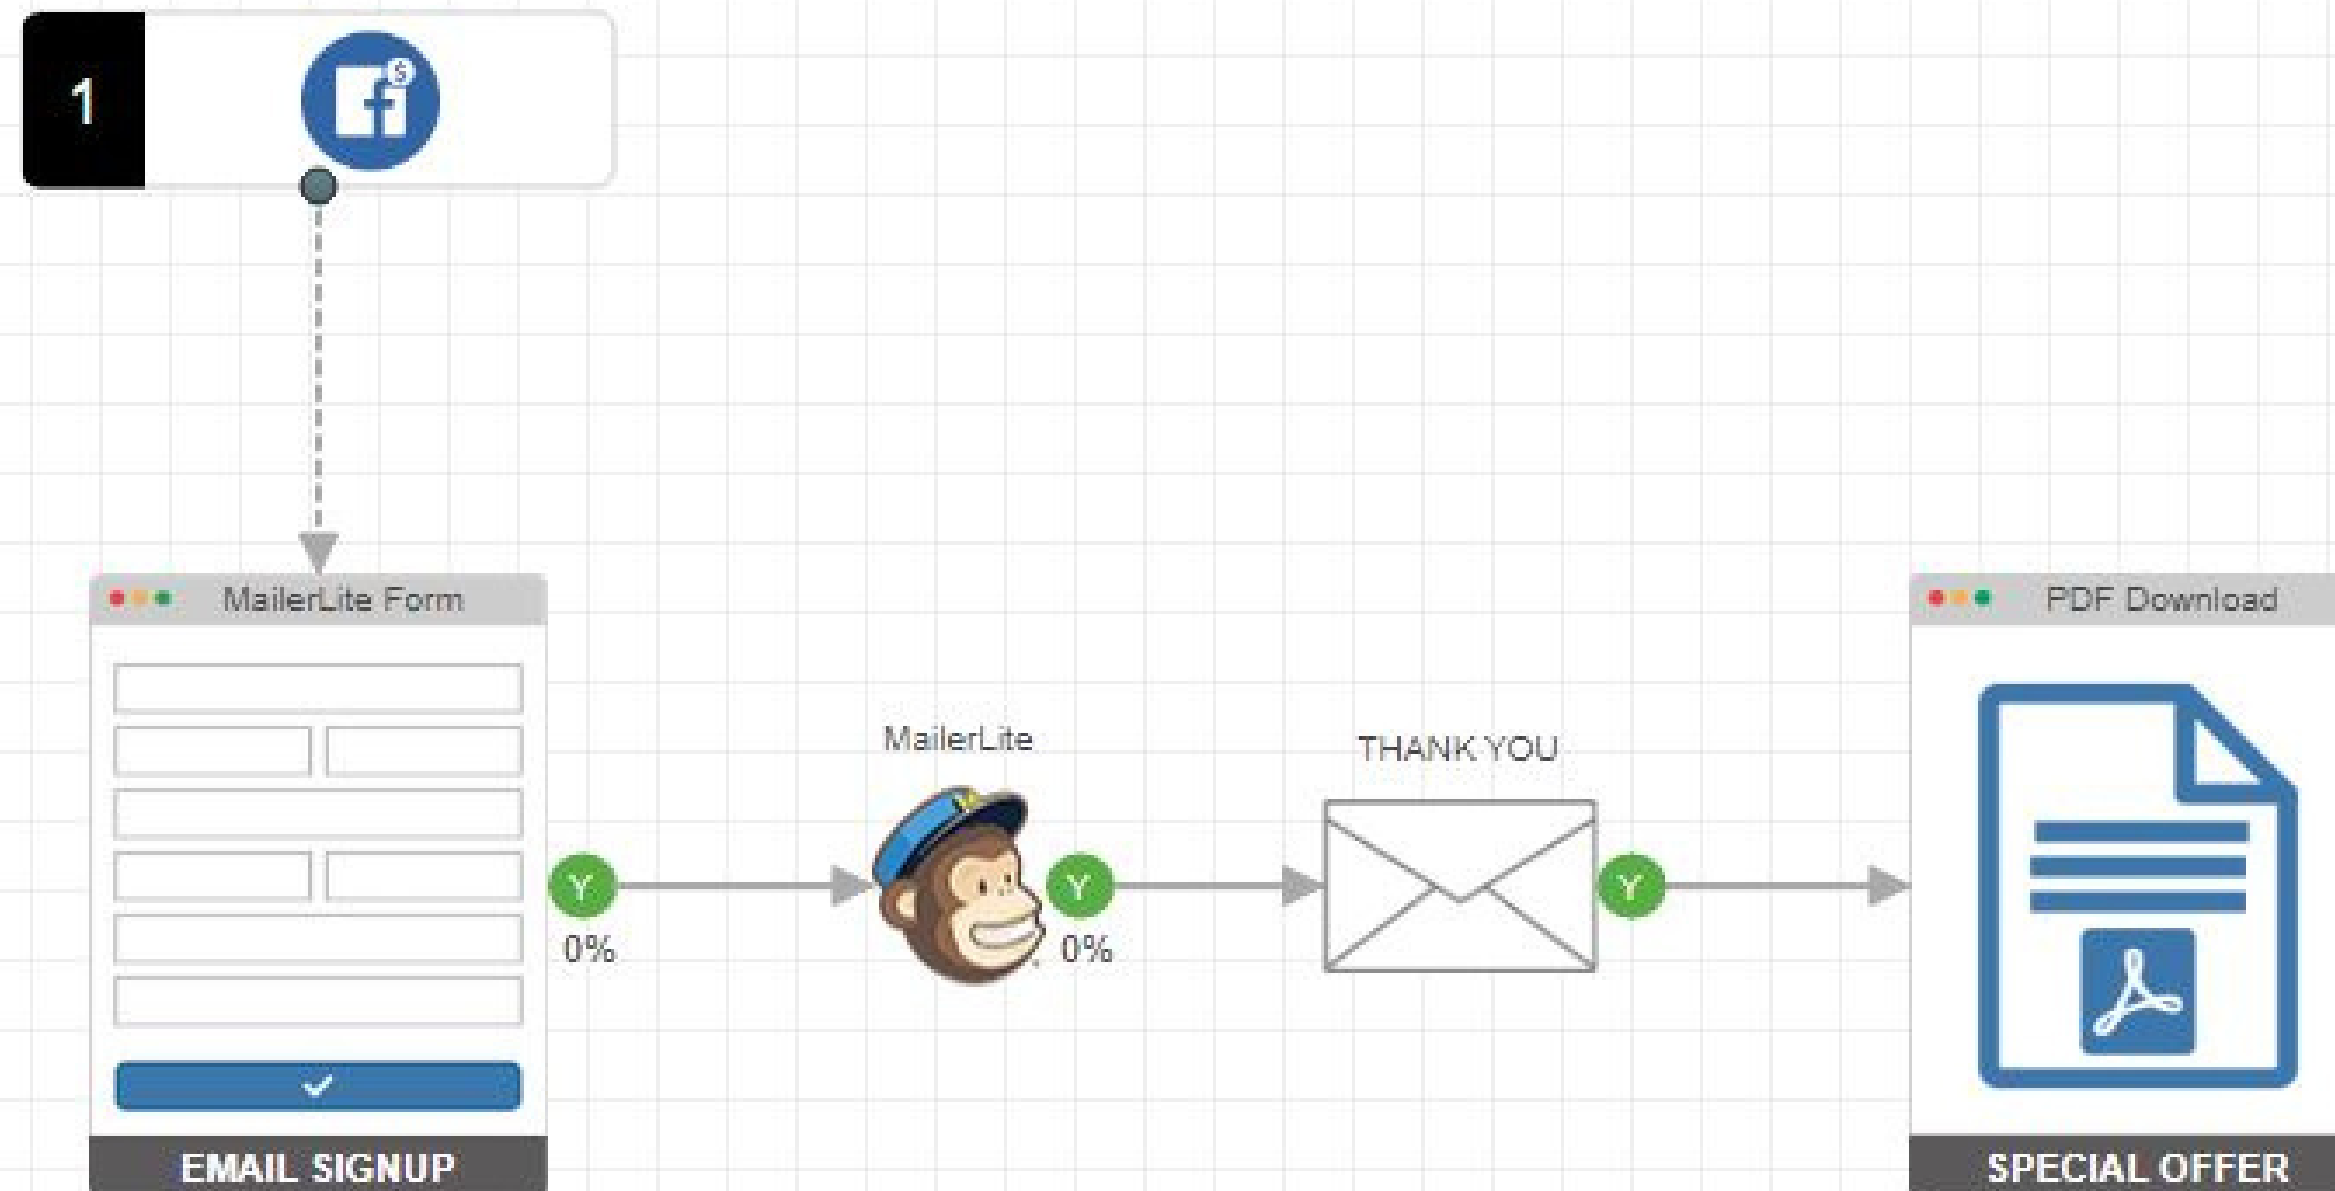 1
MailerLite Form
PDF Download
MailerLite
THANK YOU
Y
Y
Y
0%
0%
EMAIL SIGNUP
SPECIAL OFFER